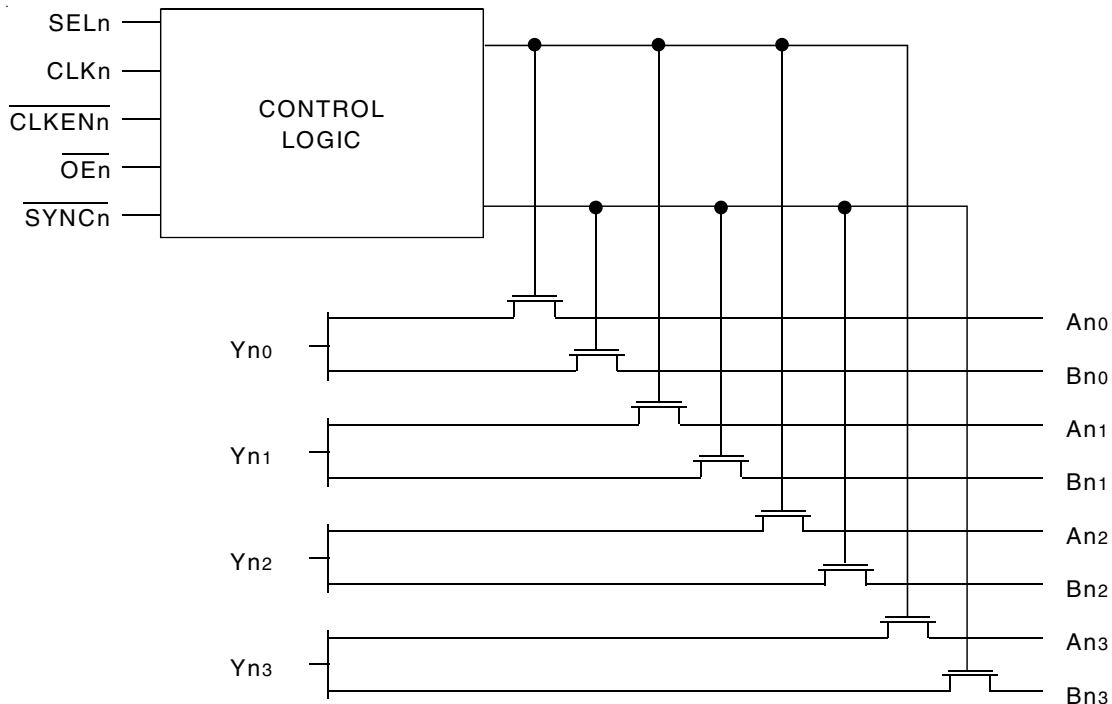 SELn
CLKn
CLKENn
OEn
SYNCn
CONTROL
LOGIC
Yn0
An0
Bn0
Yn1
An1
Bn1
Yn2
An2
Bn2
Yn3
An3
Bn3